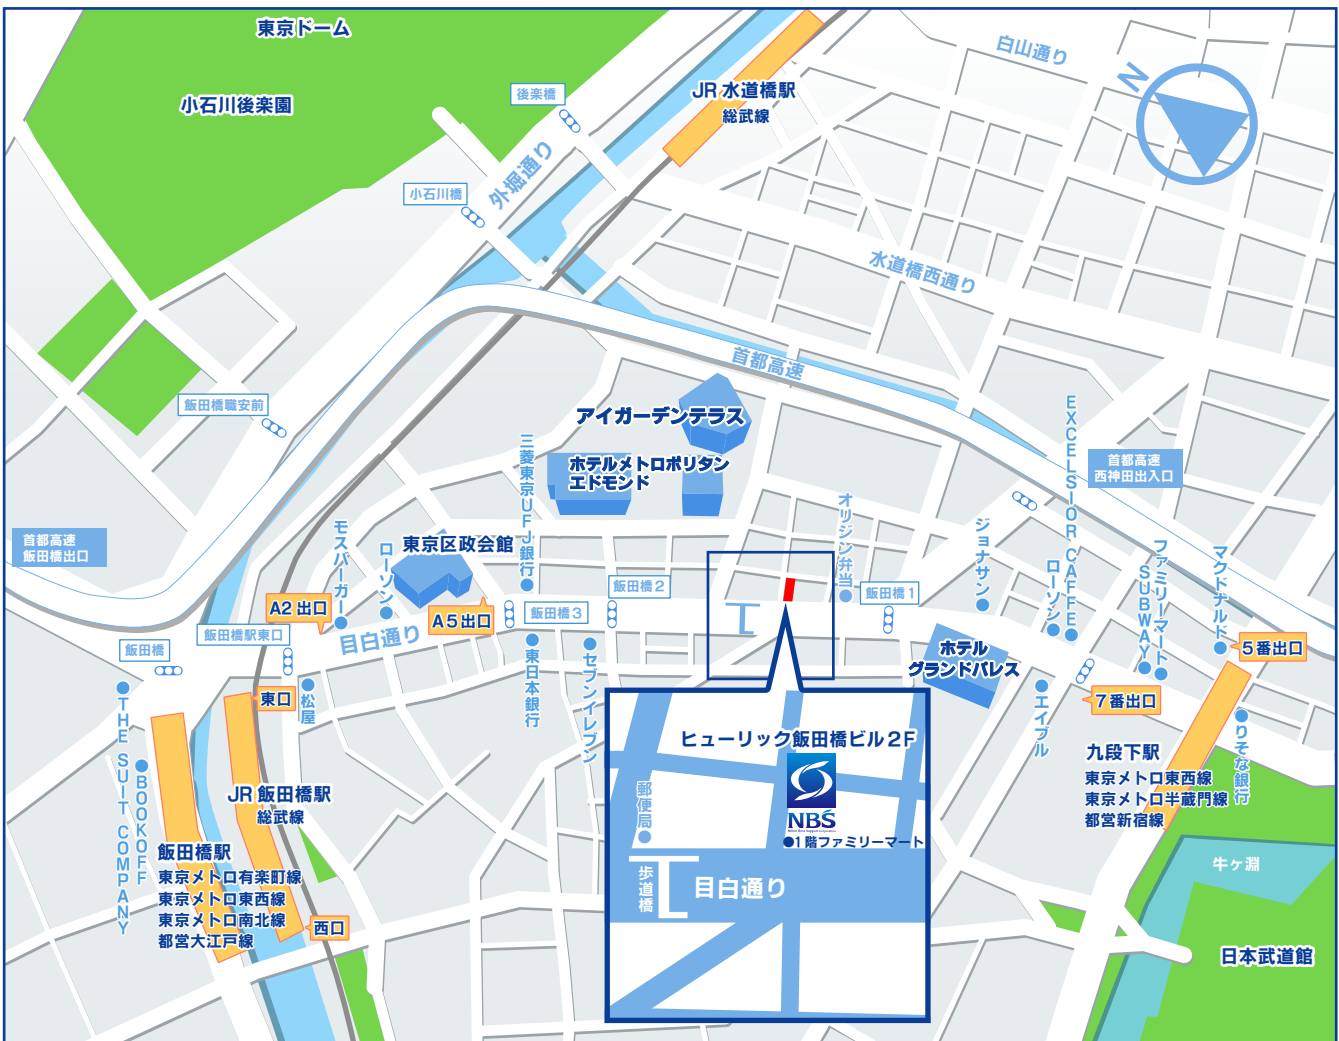 東京ドーム
小石川後楽園
後楽橋
JR 水道橋駅
総武線
白山通り
N
外堀通り
小石川橋
水道橋西通り
首都高速
飯田橋職安前
アイガーデンテラス
ホテルメトロポリタン
エドモンド
三菱東京UFJ銀行
EXCELSIOR CAFFE
首都高速
西神田出入口
首都高速
飯田橋出口
モスバーガー
ローソン
東京区政会館
オリジン弁当
ジョナサン
ローソン
ファミリーマート
SUBWAY
マクドナルド
A2 出口
A5 出口
飯田橋2
飯田橋3
飯田橋1
飯田橋駅東口
目白通り
飯田橋
5番出口
ホテル
グランドパレス
7番出口
東口
松屋
東日本銀行
セブンイレブン
エイブル
りそな銀行
THE SUIT COMPANY
BOOKOFF
JR 飯田橋駅
総武線
飯田橋駅
東京メトロ有楽町線
東京メトロ東西線
東京メトロ南北線
都営大江戸線
西口
ヒューリック飯田橋ビル2F
郵便局
NBS
1階ファミリーマート
歩道橋
目白通り
九段下駅
東京メトロ東西線
東京メトロ半蔵門線
都営新宿線
牛ヶ淵
日本武道館